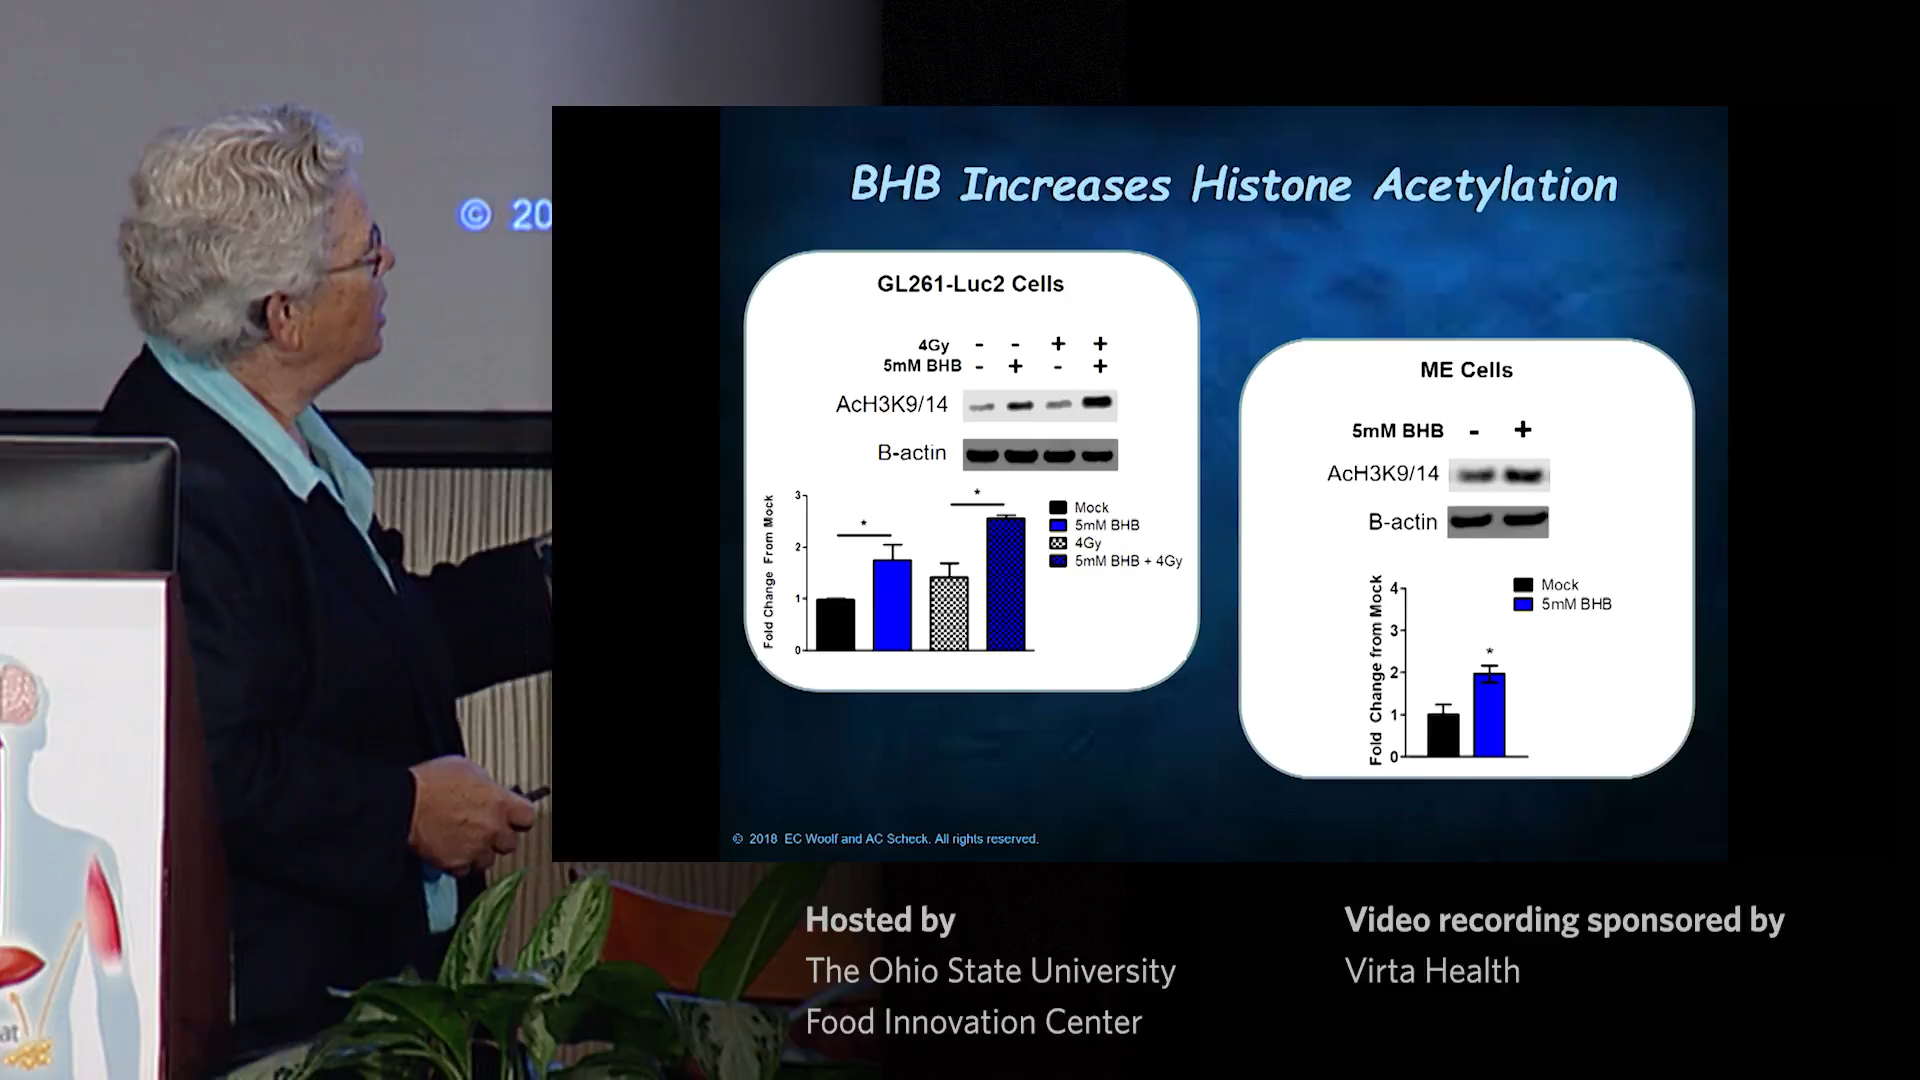 © 20
BHB Increases Histone Acetylation
GL261-Luc2 Cells
4Gy - - + +
5mM BHB - + - +
AcH3K9/14
B-actin
Fold Change From Mock
3
2
1
0
*
*
Mock
5mM BHB
4Gy
5mM BHB + 4Gy
ME Cells
5mM BHB - +
AcH3K9/14
B-actin
Fold Change from Mock
4
3
2
1
0
*
Mock
5mM BHB
© 2018 EC Woolf and AC Scheck. All rights reserved.
at
Hosted by
The Ohio State University
Food Innovation Center
Video recording sponsored by
Virta Health